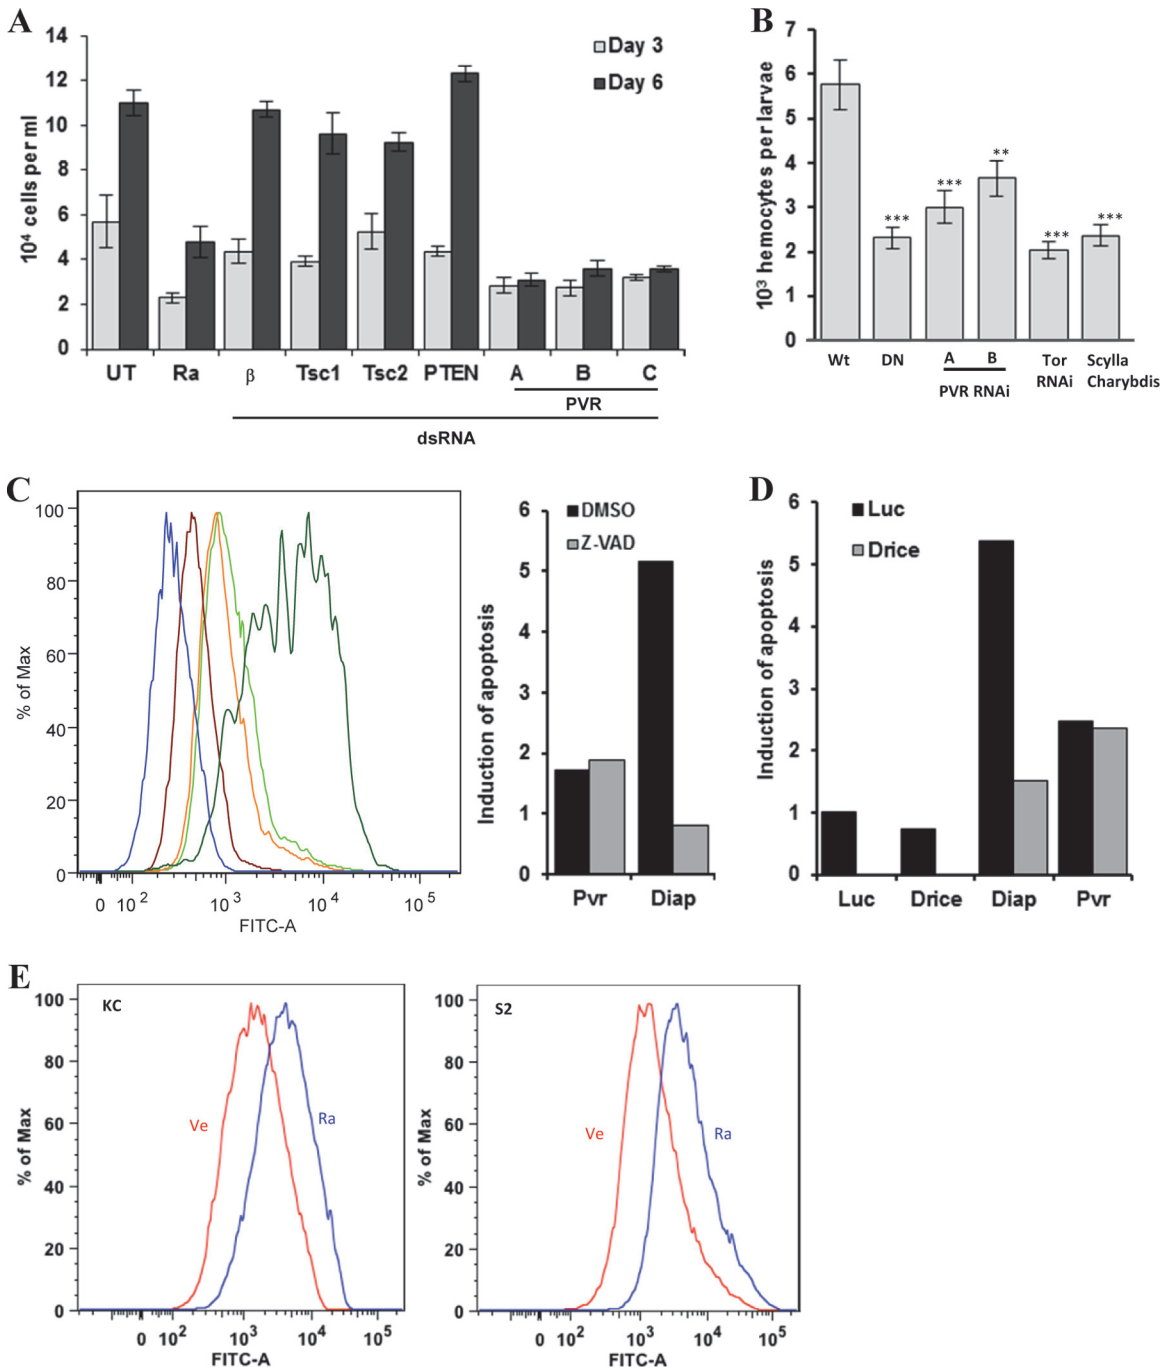 A
14
12
10
8
6
4
2
0
10⁴ cells per ml
Day 3
Day 6
UT Ra β Tsc1 Tsc2 PTEN A B C
PVR
dsRNA
B
7
6
5
4
3
2
1
0
10³ hemocytes per larvae
***
***
**
***
***
Wt DN A B Tor Scylla
PVR RNAi RNAi Charybdis
C
100
80
60
40
20
0
% of Max
0 10² 10³ 10⁴ 10⁵
FITC-A
6
5
4
3
2
1
0
Induction of apoptosis
DMSO
Z-VAD
Pvr Diap
D
6
5
4
3
2
1
0
Induction of apoptosis
Luc
Drice
Luc Drice Diap Pvr
E
KC
100
80
60
40
20
0
% of Max
Ve
Ra
0 10² 10³ 10⁴ 10⁵
FITC-A
S2
100
80
60
40
20
0
% of Max
Ve
Ra
0 10² 10³ 10⁴ 10⁵
FITC-A